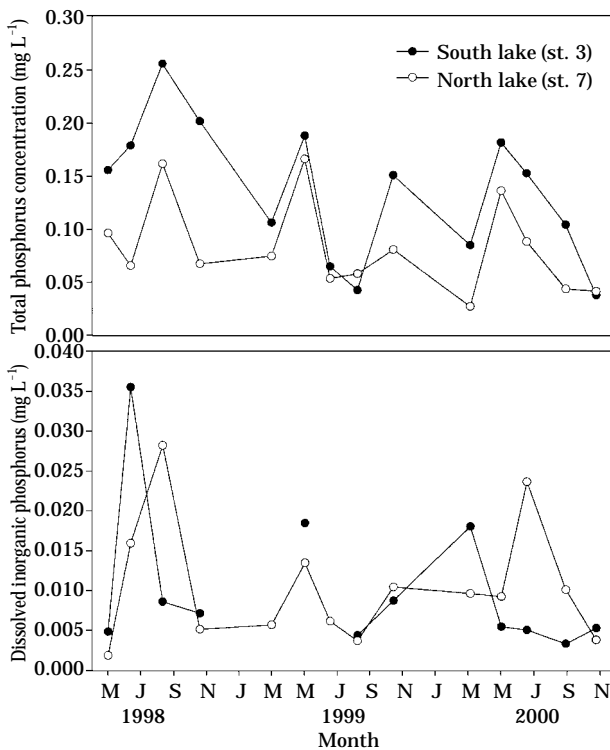 0.30
0.25
0.20
0.15
0.10
0.05
0.00
Total phosphorus concentration (mg L⁻¹)
South lake (st. 3)
North lake (st. 7)
0.040
0.035
0.030
0.025
0.020
0.015
0.010
0.005
0.000
Dissolved inorganic phosphorus (mg L⁻¹)
M J S N J M M J S N J M M J S N
1998 1999 2000
Month